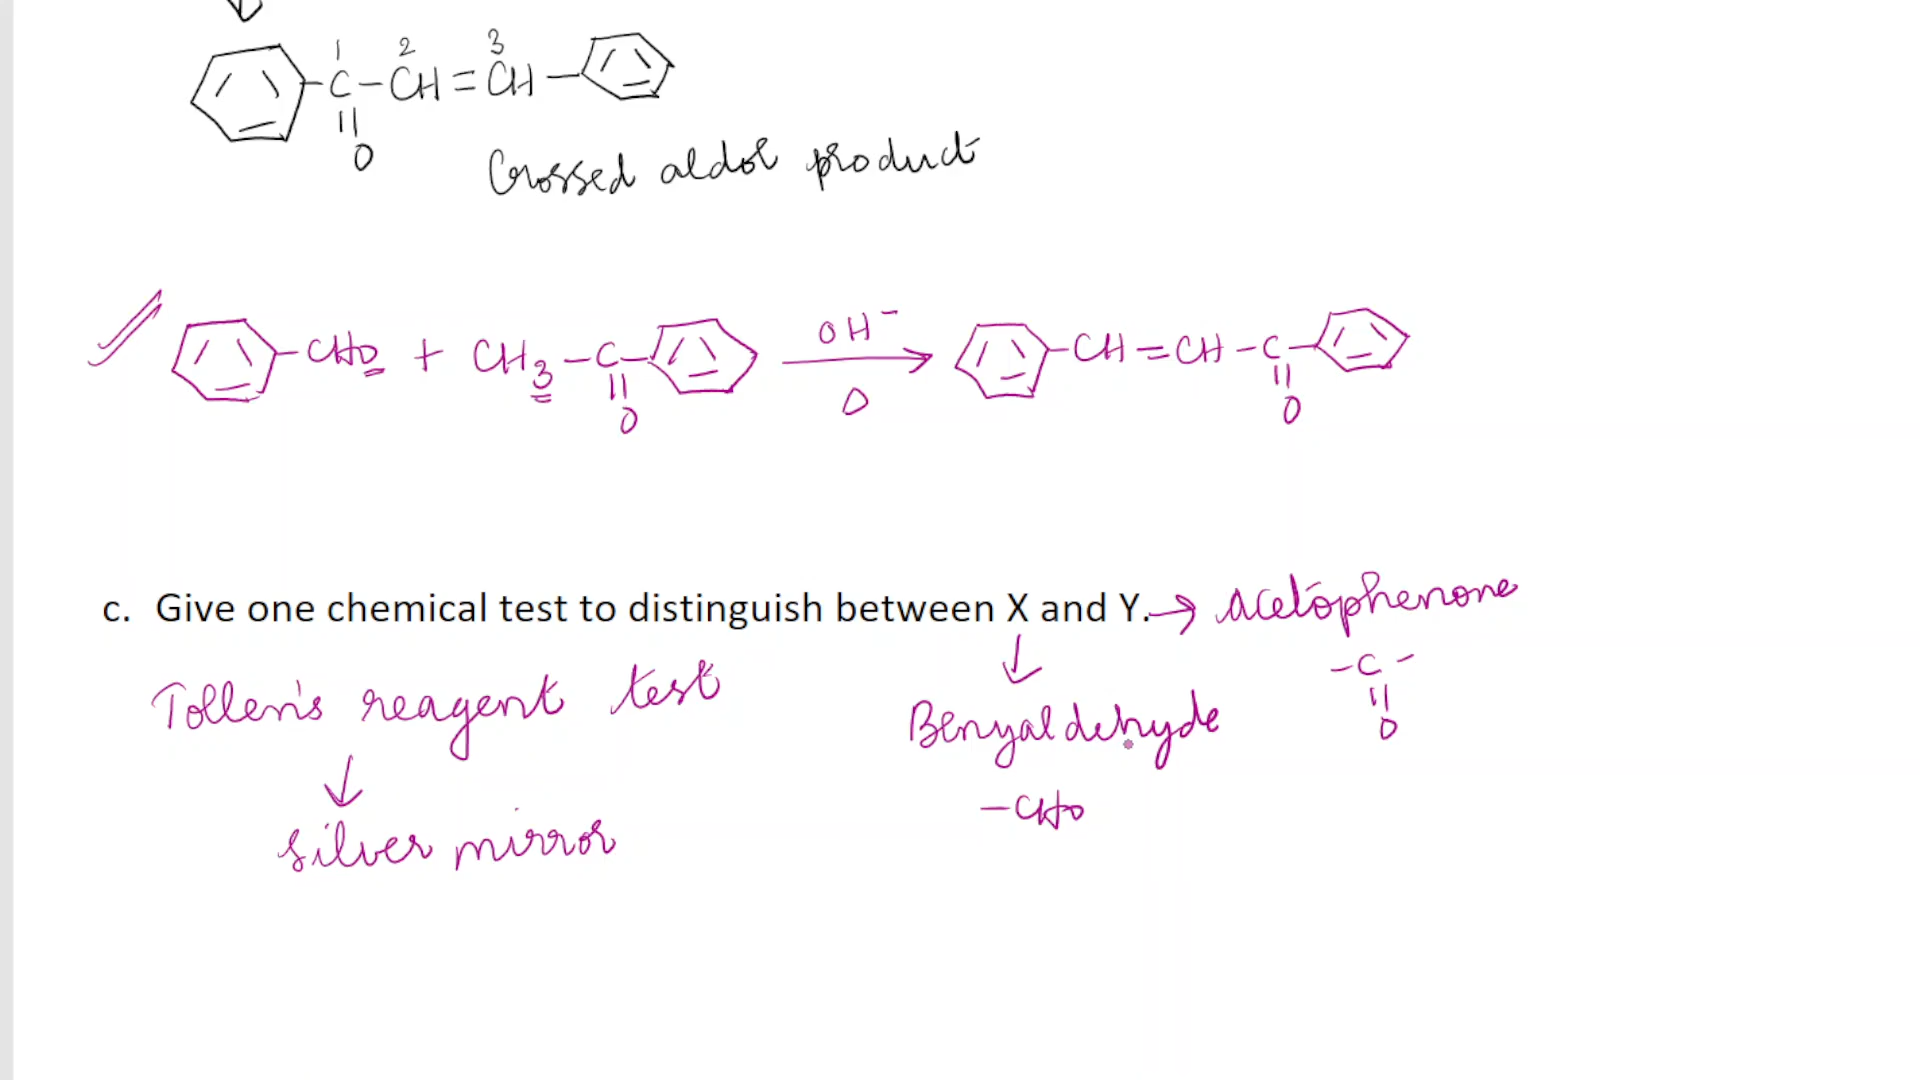 1 2 3
C-CH=CH-
||
O
Crossed aldol product
-CHO + CH3-C- OH⁻ -CH=CH-C-
|| Δ ||
O O
c. Give one chemical test to distinguish between X and Y. → Acetophenone
↓ -C-
Tollen's reagent test || 
Benzaldehyde O
↓ -CHO
silver mirror